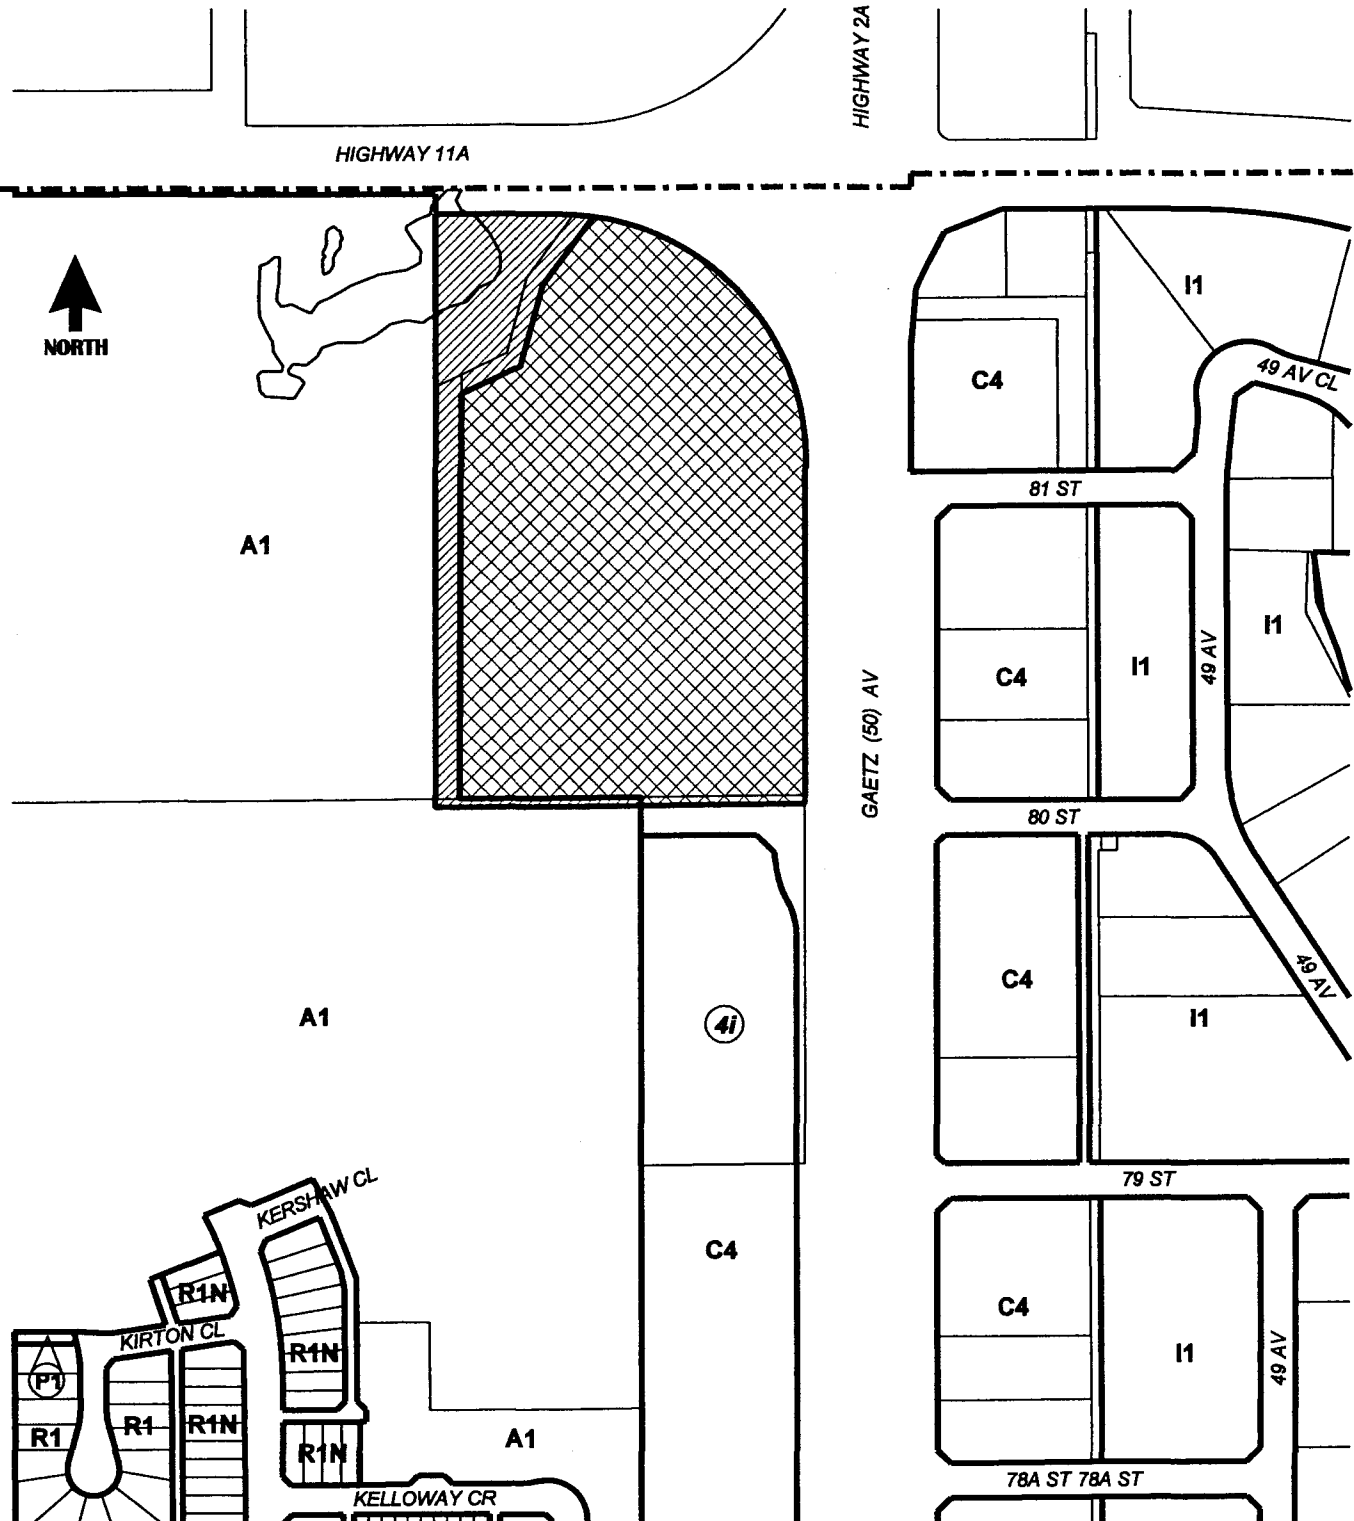 HIGHWAY 2A
HIGHWAY 11A
NORTH
I1
49 AV CL
C4
81 ST
A1
I1
C4
I1
49 AV
GAETZ (50) AV
80 ST
C4
49 AV
A1
4i
I1
79 ST
KERSHAW CL
C4
R1N
C4
KIRTON CL
R1N
I1
49 AV
P1
R1
R1
R1N
R1N
A1
78A ST 78A ST
KELLOWAY CR